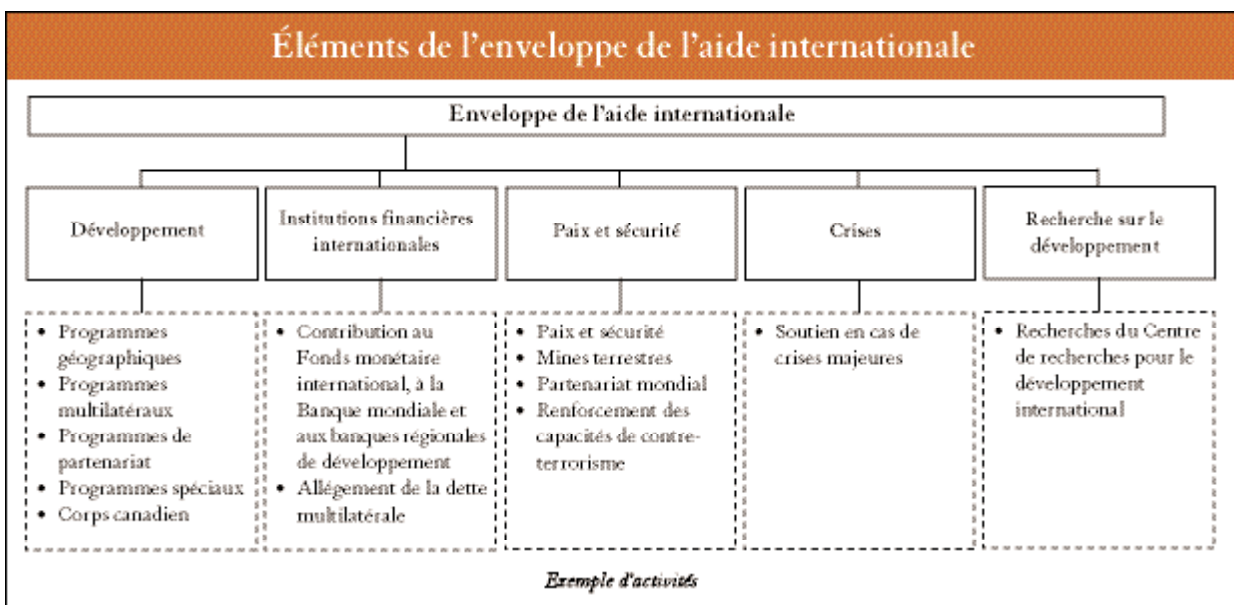 Éléments de l'enveloppe de l'aide internationale
Enveloppe de l'aide internationale
Développement
Institutions financières
internationales
Paix et sécurité
Crises
Recherche sur le
développement
• Programmes
géographiques
• Programmes
multilatéraux
• Programmes de
partenariat
• Programmes spéciaux
• Corps canadien
• Contribution au
Fonds monétaire
international, à la
Banque mondiale et
aux banques régionales
de développement
• Allégement de la dette
multilatérale
• Paix et sécurité
• Mines terrestres
• Partenariat mondial
• Renforcement des
capacités de contre-
terrorisme
• Soutien en cas de
crises majeures
• Recherches du Centre
de recherches pour le
développement
international
Exemple d'activités